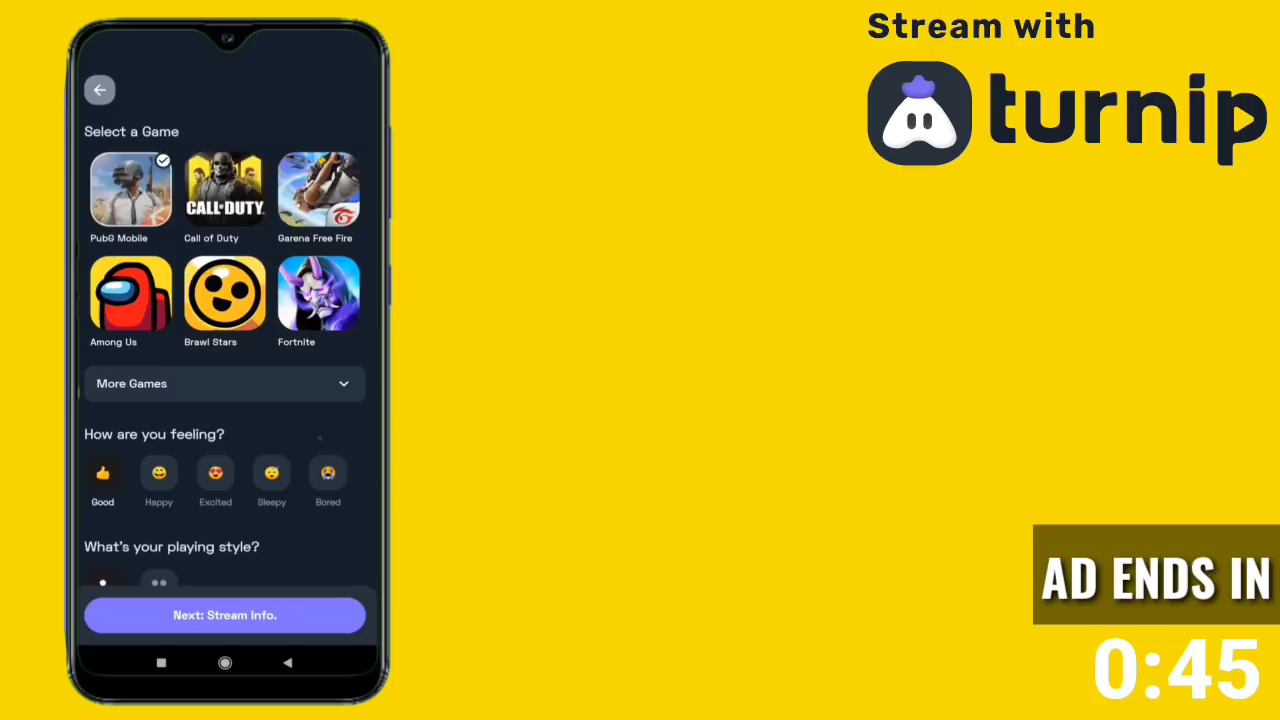 Stream with
turnip
Select a Game
CALL OF DUTY
PubG Mobile
Call of Duty
Garena Free Fire
Among Us
Brawl Stars
Fortnite
More Games
How are you feeling?
Good
Happy
Excited
Sleepy
Bored
What's your playing style?
Next: Stream Info.
AD ENDS IN
0:45